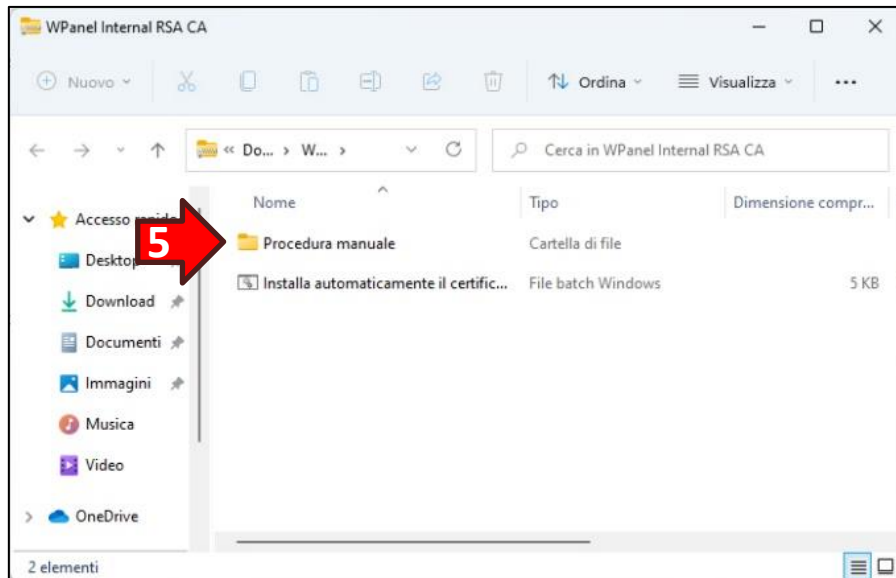 WPanel Internal RSA CA
Nuovo
Ordina
Visualizza
« Do... › W... ›
Cerca in WPanel Internal RSA CA
Nome
Tipo
Dimensione compr...
Accesso
5
Procedura manuale
Cartella di file
Desktop
Installa automaticamente il certific...
File batch Windows
5 KB
Download
Documenti
Immagini
Musica
Video
OneDrive
2 elementi